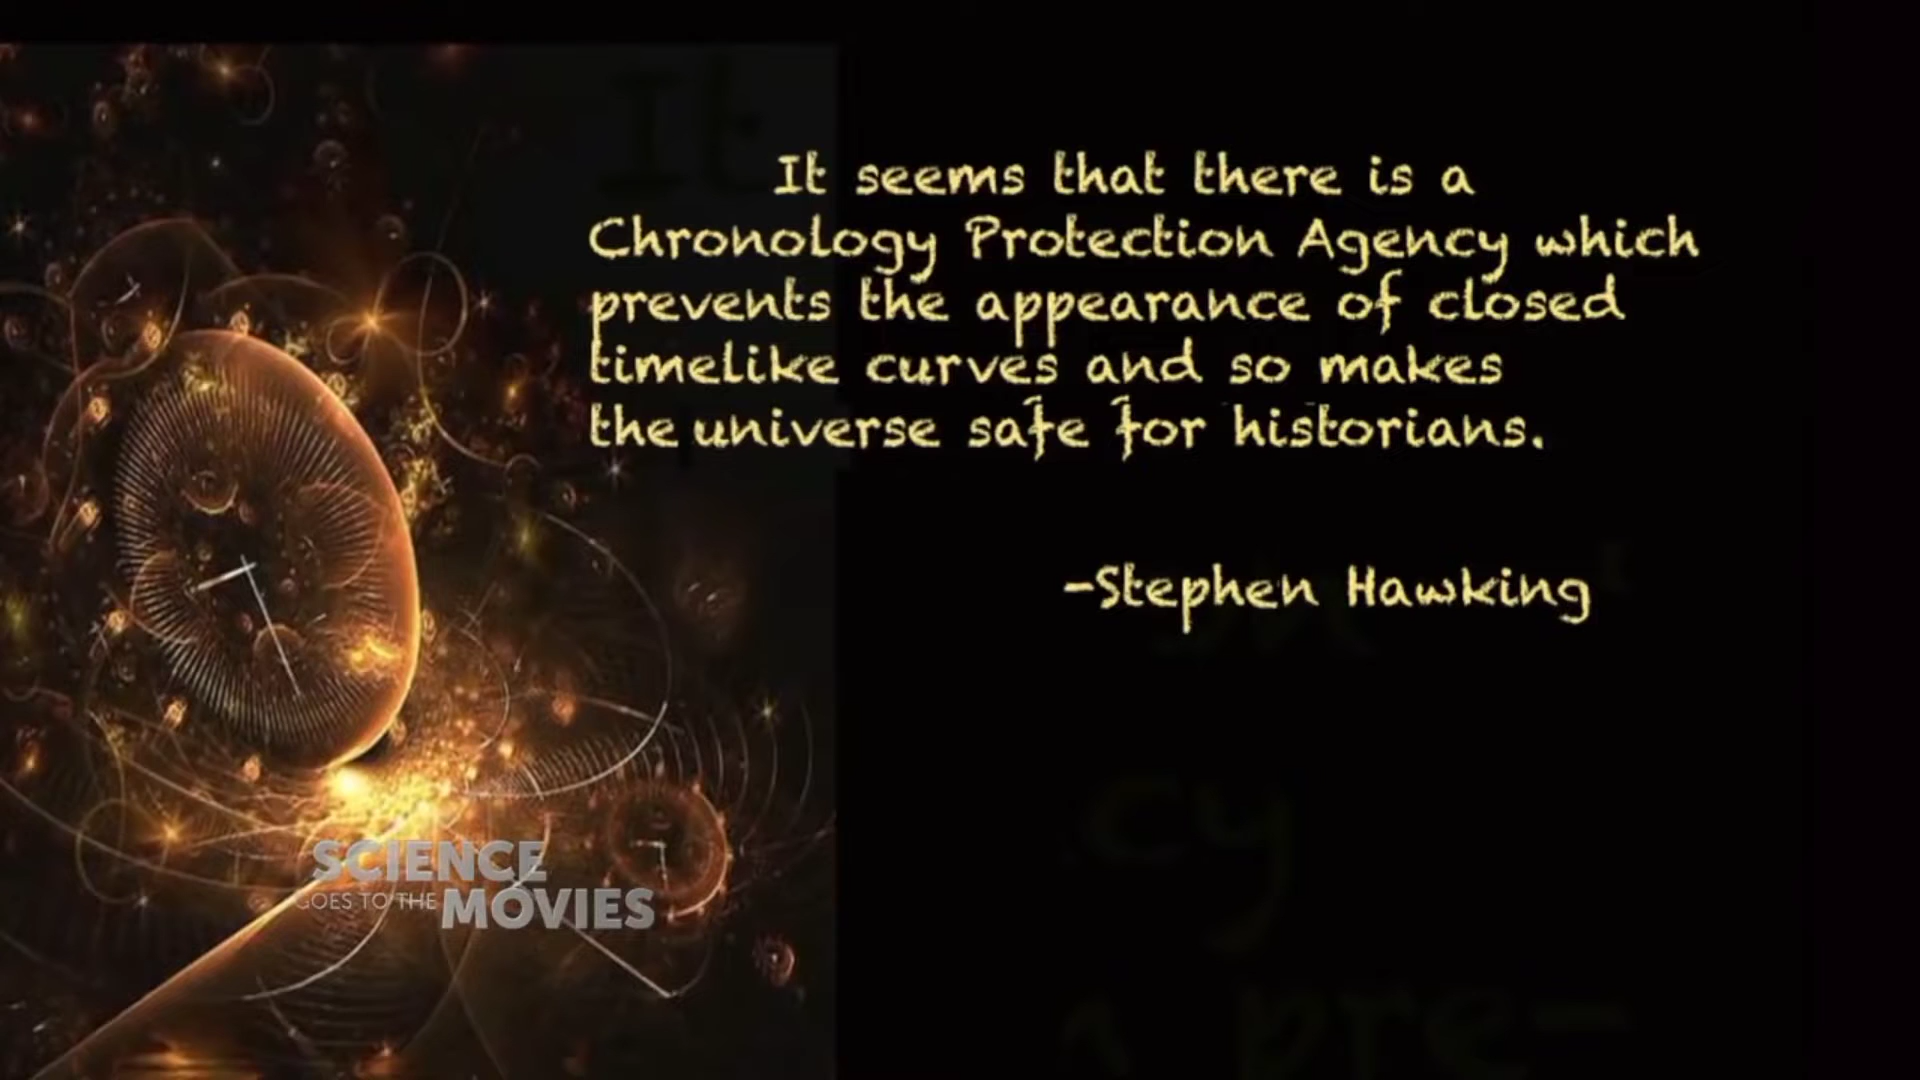 It seems that there is a
Chronology Protection Agency which
prevents the appearance of closed
timelike curves and so makes
the universe safe for historians.
-Stephen Hawking
SCIENCE
GOES TO THE MOVIES